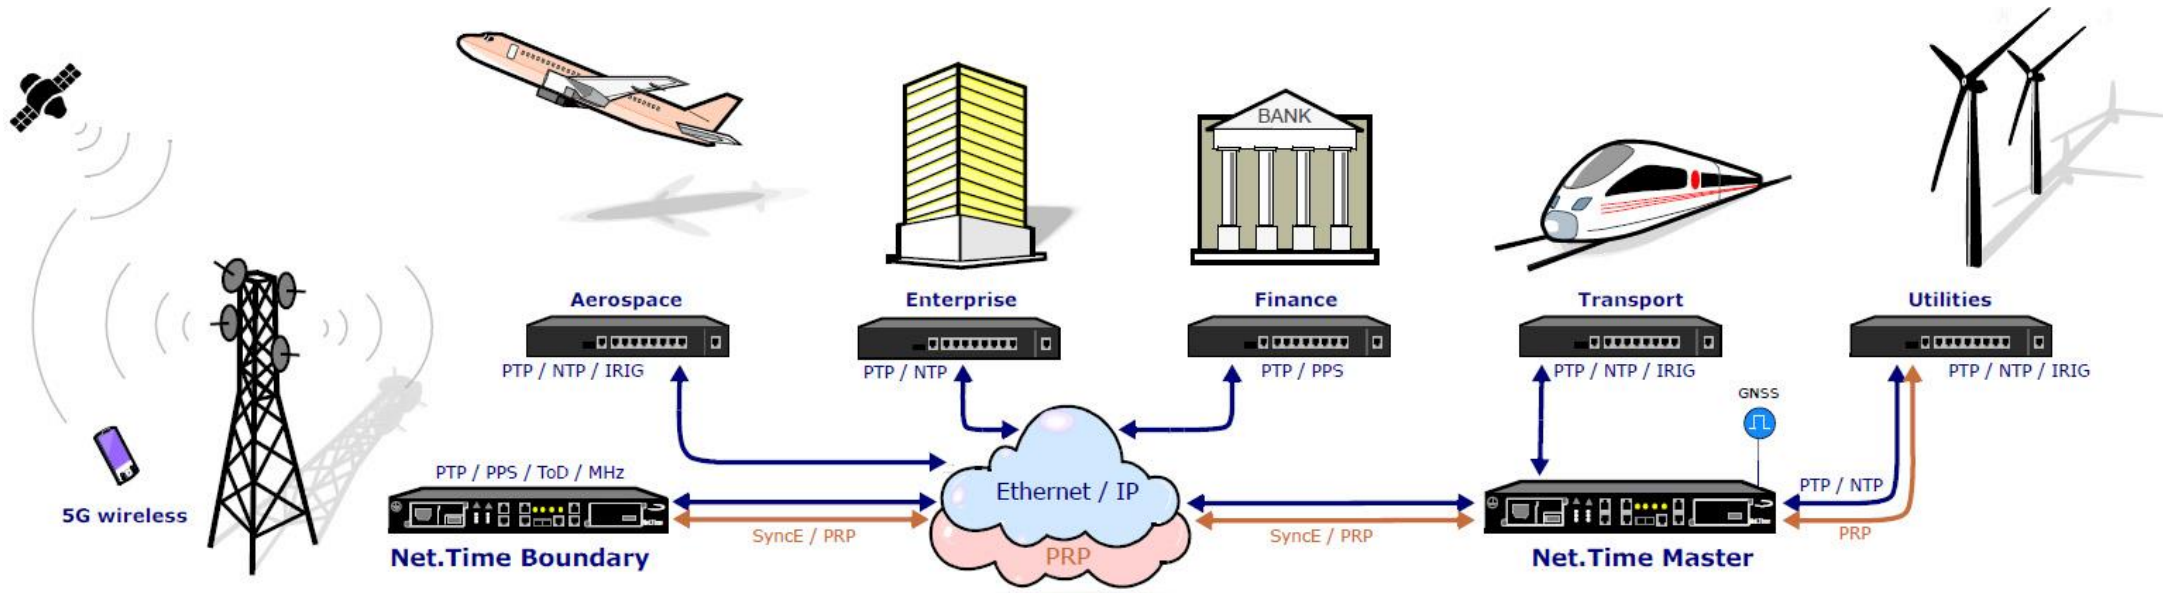 BANK
Aerospace
Enterprise
Finance
Transport
Utilities
PTP / NTP / IRIG
PTP / NTP
PTP / PPS
PTP / NTP / IRIG
PTP / NTP / IRIG
GNSS
PTP / PPS / ToD / MHz
Ethernet / IP
PTP / NTP
5G wireless
SyncE / PRP
SyncE / PRP
PRP
Net.Time Boundary
PRP
Net.Time Master